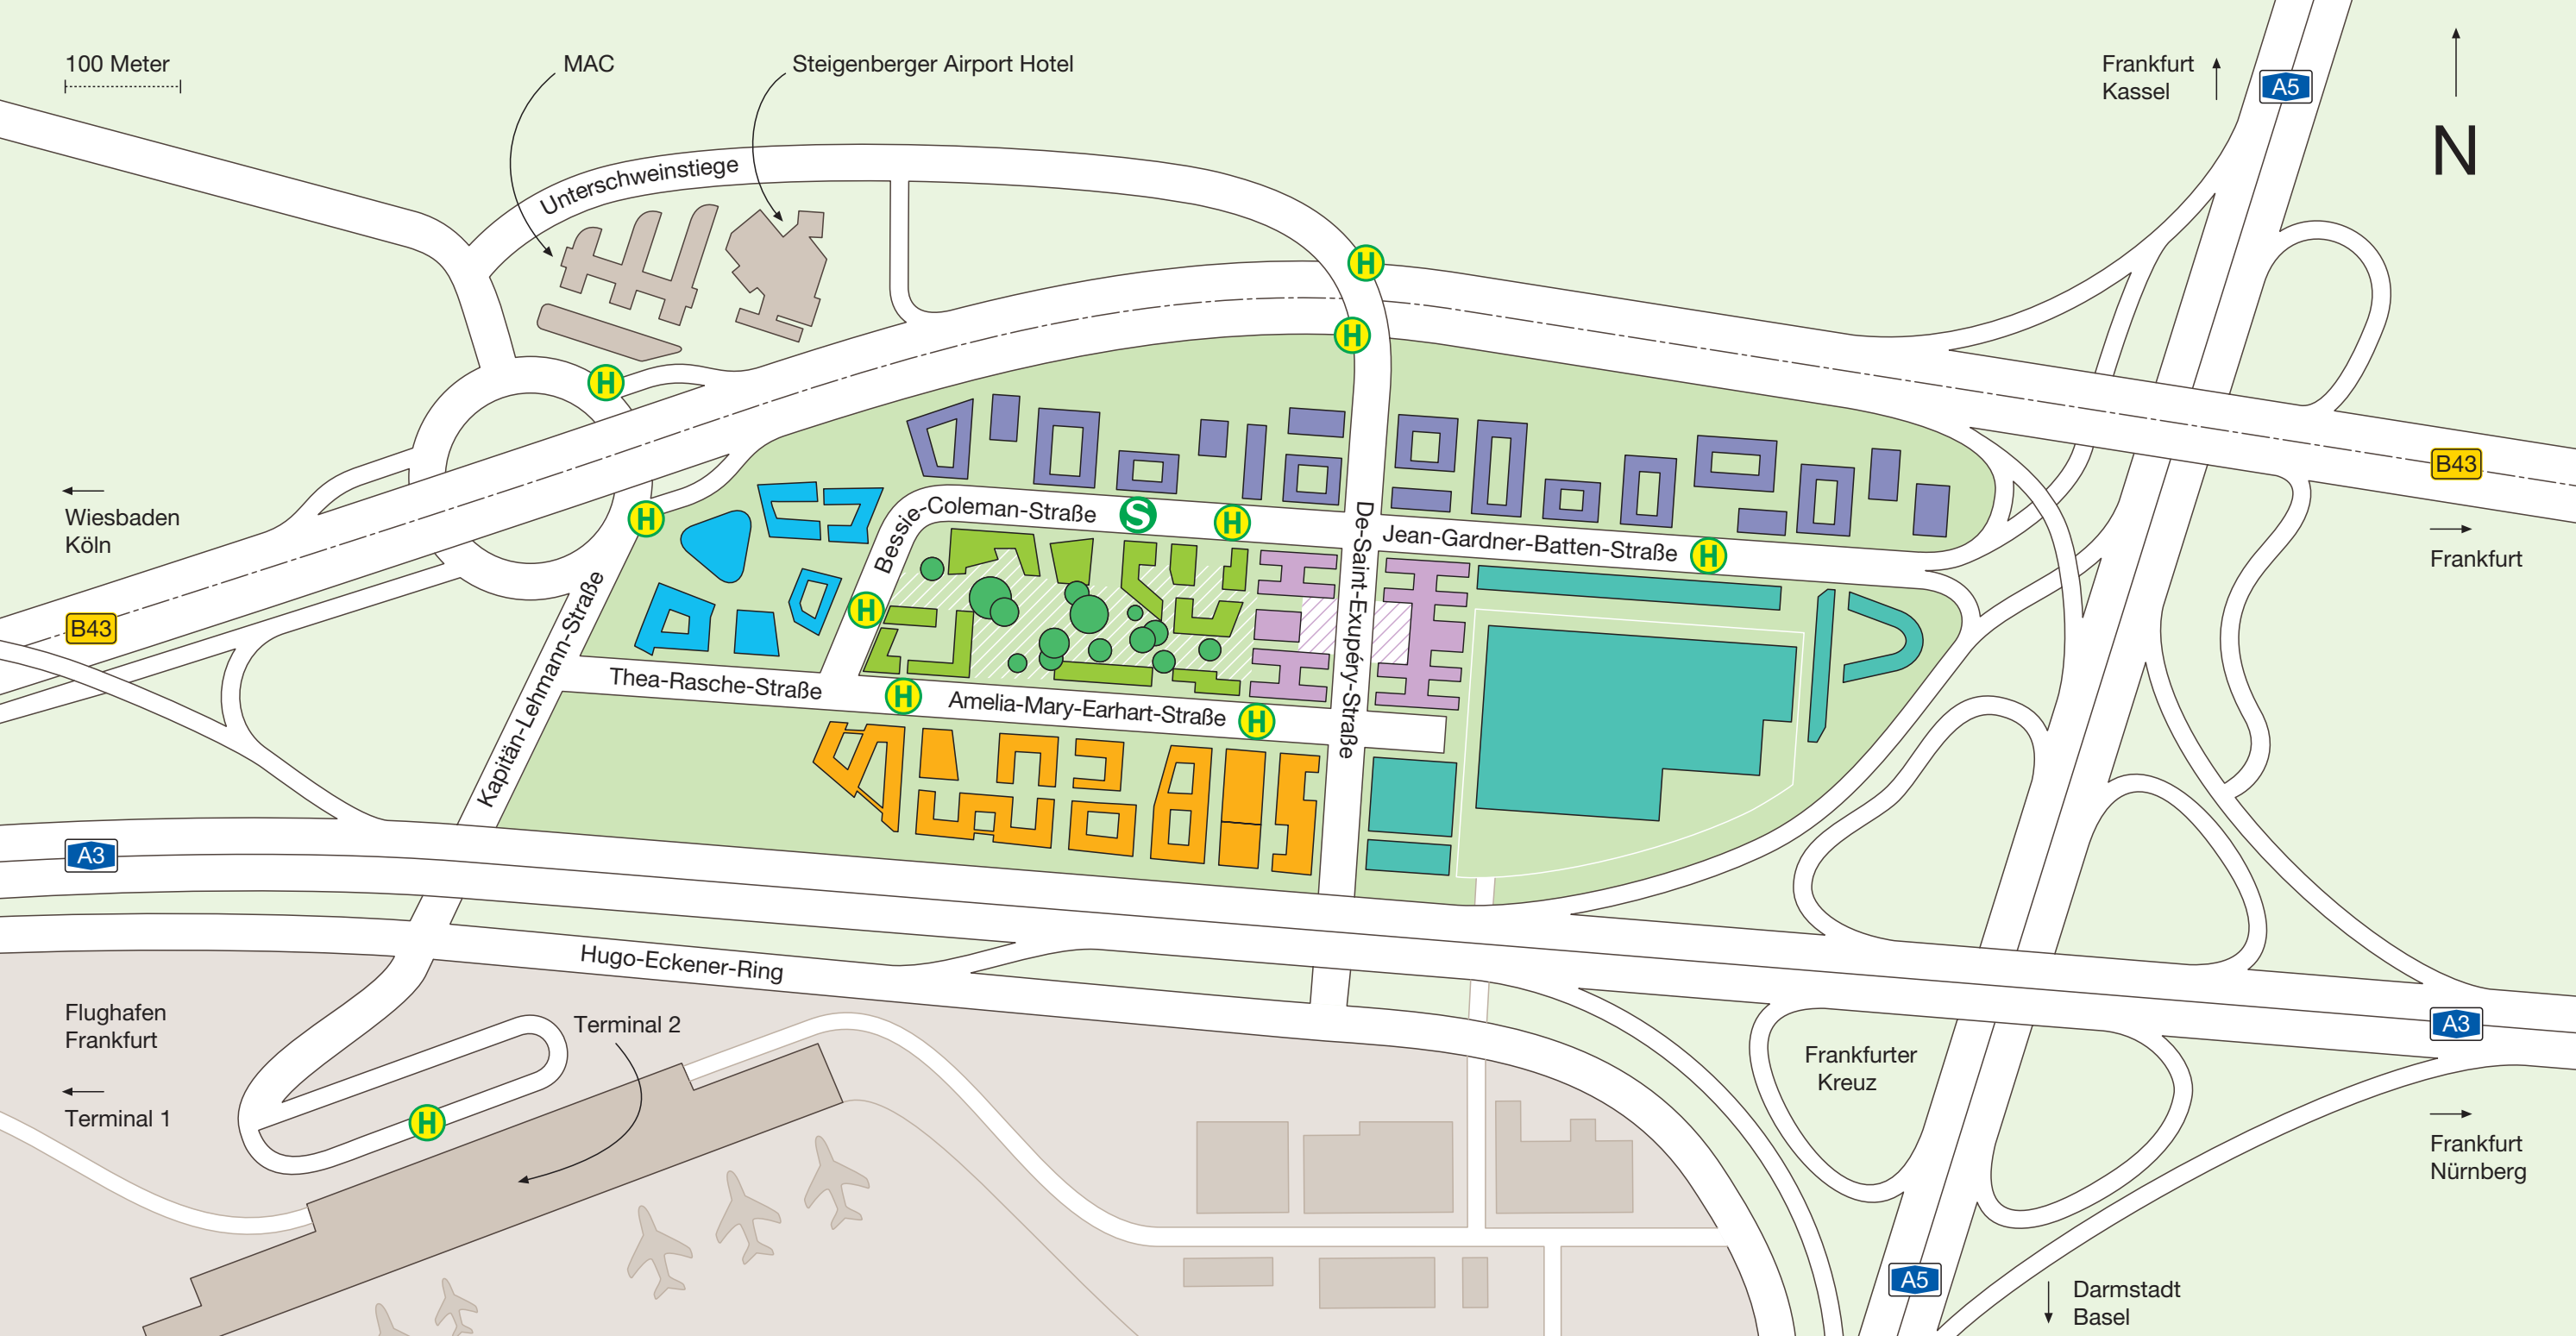 100 Meter
MAC
Steigenberger Airport Hotel
Frankfurt
Kassel
A5
N
Unterschweinstiege
H
H
H
B43
Wiesbaden
Köln
H
Bessie-Coleman-Straße
S
H
De-Saint-Exupéry-Straße
Jean-Gardner-Batten-Straße
H
Frankfurt
B43
Kapitän-Lehmann-Straße
H
Thea-Rasche-Straße
H
Amelia-Mary-Earhart-Straße
H
A3
Hugo-Eckener-Ring
Flughafen
Frankfurt
Terminal 1
Terminal 2
H
Frankfurter
Kreuz
A3
Frankfurt
Nürnberg
A5
Darmstadt
Basel